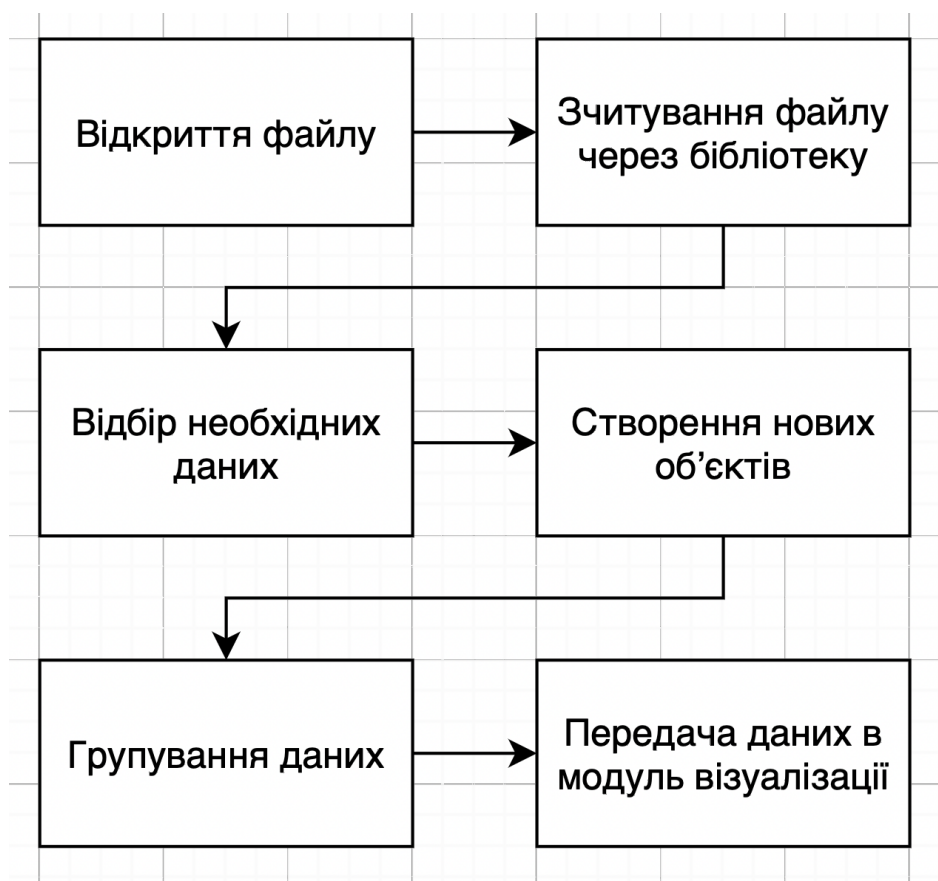 Відкриття файлу
Зчитування файлу
через бібліотеку
Відбір необхідних
даних
Створення нових
об’єктів
Групування даних
Передача даних в
модуль візуалізації